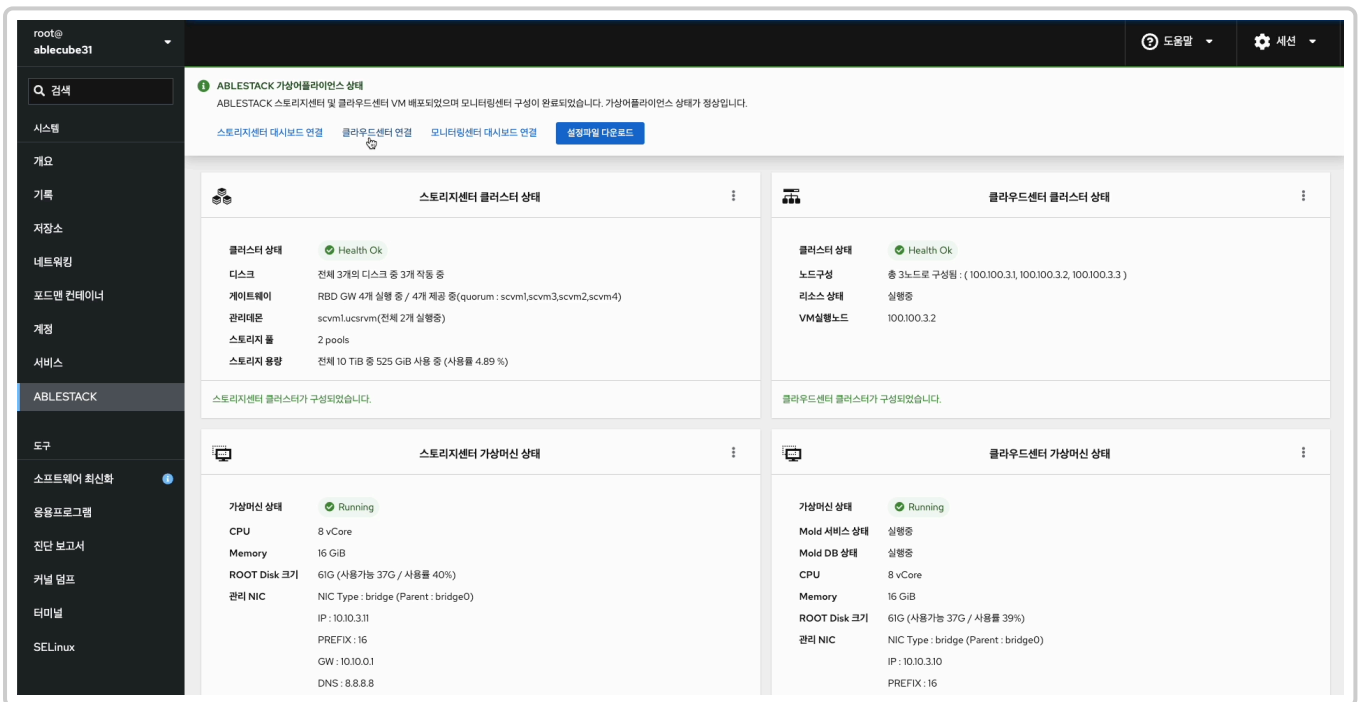 root@
ablecube31
도움말
세션
검색
시스템
개요
기록
저장소
네트워킹
포드맨 컨테이너
계정
서비스
ABLESTACK
도구
소프트웨어 최신화
응용프로그램
진단 보고서
커널 덤프
터미널
SELinux
ABLESTACK 가상어플라이언스 상태
ABLESTACK 스토리지센터 및 클라우드센터 VM 배포되었으며 모니터링센터 구성이 완료되었습니다. 가상어플라이언스 상태가 정상입니다.
스토리지센터 대시보드 연결 클라우드센터 연결 모니터링센터 대시보드 연결 설정파일 다운로드
스토리지센터 클러스터 상태
클러스터 상태 Health Ok
디스크 전체 3개의 디스크 중 3개 작동 중
게이트웨이 RBD GW 4개 실행 중 / 4개 제공 중(quorum : scvm1,scvm3,scvm2,scvm4)
관리데몬 scvm1.ucsrvm(전체 2개 실행중)
스토리지 풀 2 pools
스토리지 용량 전체 10 TiB 중 525 GiB 사용 중 (사용률 4.89 %)
스토리지센터 클러스터가 구성되었습니다.
클라우드센터 클러스터 상태
클러스터 상태 Health Ok
노드구성 총 3노드로 구성됨 : ( 100.100.3.1, 100.100.3.2, 100.100.3.3 )
리소스 상태 실행중
VM실행노드 100.100.3.2
클라우드센터 클러스터가 구성되었습니다.
스토리지센터 가상머신 상태
가상머신 상태 Running
CPU 8 vCore
Memory 16 GiB
ROOT Disk 크기 61G (사용가능 37G / 사용률 40%)
관리 NIC NIC Type : bridge (Parent : bridge0)
IP : 10.10.3.11
PREFIX : 16
GW : 10.10.0.1
DNS : 8.8.8.8
클라우드센터 가상머신 상태
가상머신 상태 Running
Mold 서비스 상태 실행중
Mold DB 상태 실행중
CPU 8 vCore
Memory 16 GiB
ROOT Disk 크기 61G (사용가능 37G / 사용률 39%)
관리 NIC NIC Type : bridge (Parent : bridge0)
IP : 10.10.3.10
PREFIX : 16